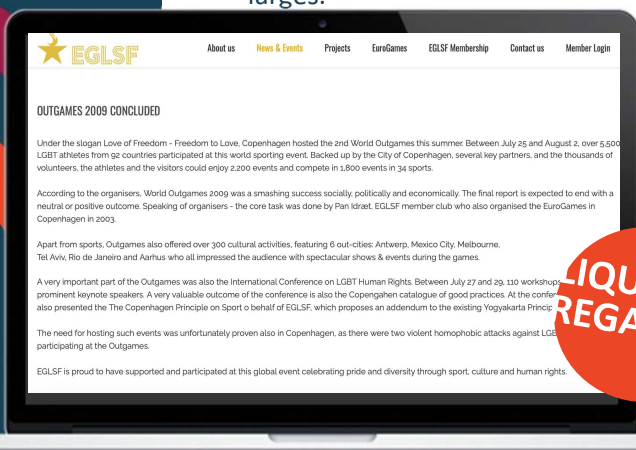 larges.
EGLSF
About us News & Events Projects EuroGames EGLSF Membership Contact us Member Login
OUTGAMES 2009 CONCLUDED
Under the slogan Love of Freedom - Freedom to Love, Copenhagen hosted the 2nd World Outgames this summer. Between July 25 and August 2, over 5,500
LGBT athletes from 92 countries participated at this world sporting event. Backed up by the City of Copenhagen, several key partners, and the thousands of
volunteers, the athletes and the visitors could enjoy 2,200 events and compete in 1,800 events in 34 sports.
According to the organisers, World Outgames 2009 was a smashing success socially, politically and economically. The final report is expected to end with a
neutral or positive outcome. Speaking of organisers - the core task was done by Pan Idræt, EGLSF member club who also organised the EuroGames in
Copenhagen in 2003.
Apart from sports, Outgames also offered over 300 cultural activities, featuring 6 out-cities: Antwerp, Mexico City, Melbourne,
Tel Aviv, Rio de Janeiro and Aarhus who all impressed the audience with spectacular shows & events during the games.
A very important part of the Outgames was also the International Conference on LGBT Human Rights. Between July 27 and 29, 110 workshops
prominent keynote speakers. A very valuable outcome of the conference is also the Copengahen catalogue of good practices. At the confer
also presented the The Copenhagen Principle on Sport o behalf of EGLSF, which proposes an addendum to the existing Yogyakarta Princip
The need for hosting such events was unfortunately proven also in Copenhagen, as there were two violent homophobic attacks against LGB
participating at the Outgames.
EGLSF is proud to have supported and participated at this global event celebrating pride and diversity through sport, culture and human rights.
LIQU
REGA